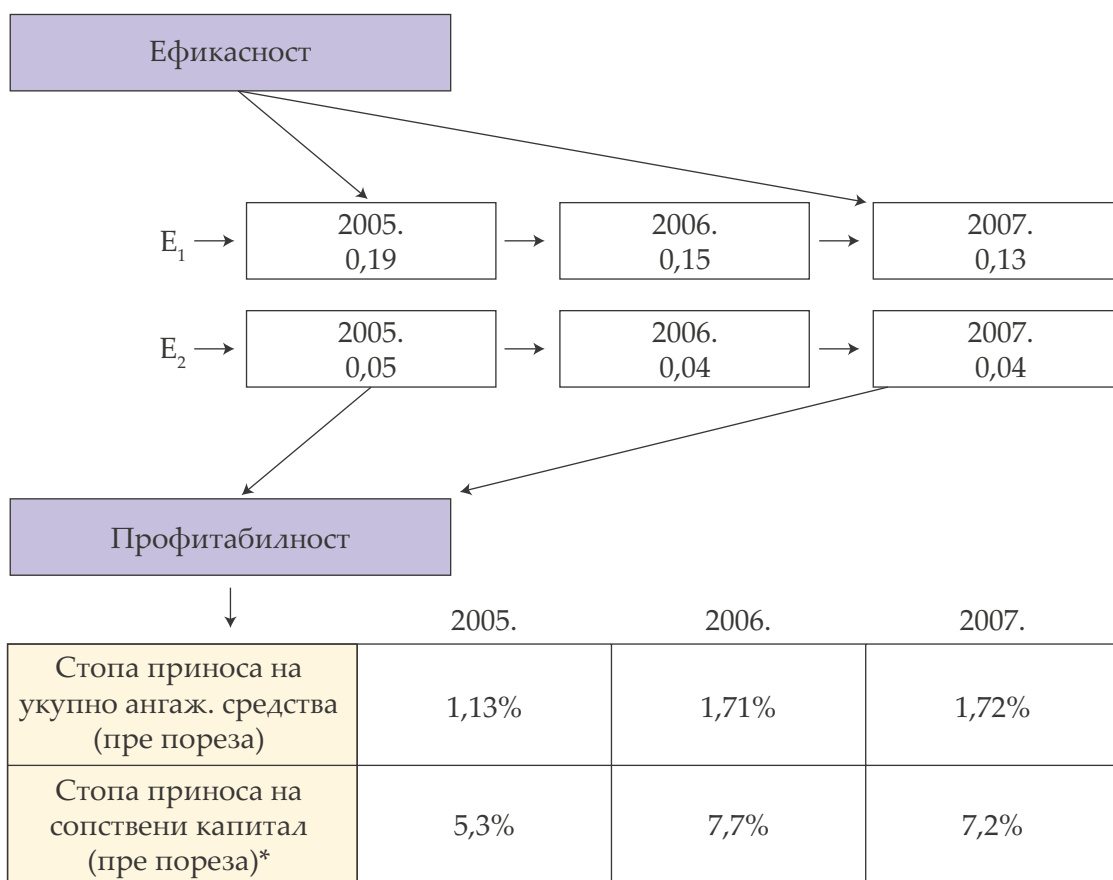 Ефикасност
E1
2005.
0,19
2006.
0,15
2007.
0,13
E2
2005.
0,05
2006.
0,04
2007.
0,04
Профитабилност
2005.
2006.
2007.
Стопа приноса на
укупно ангаж. средства
(пре пореза)
1,13%
1,71%
1,72%
Стопа приноса на
сопствени капитал
(пре пореза)*
5,3%
7,7%
7,2%